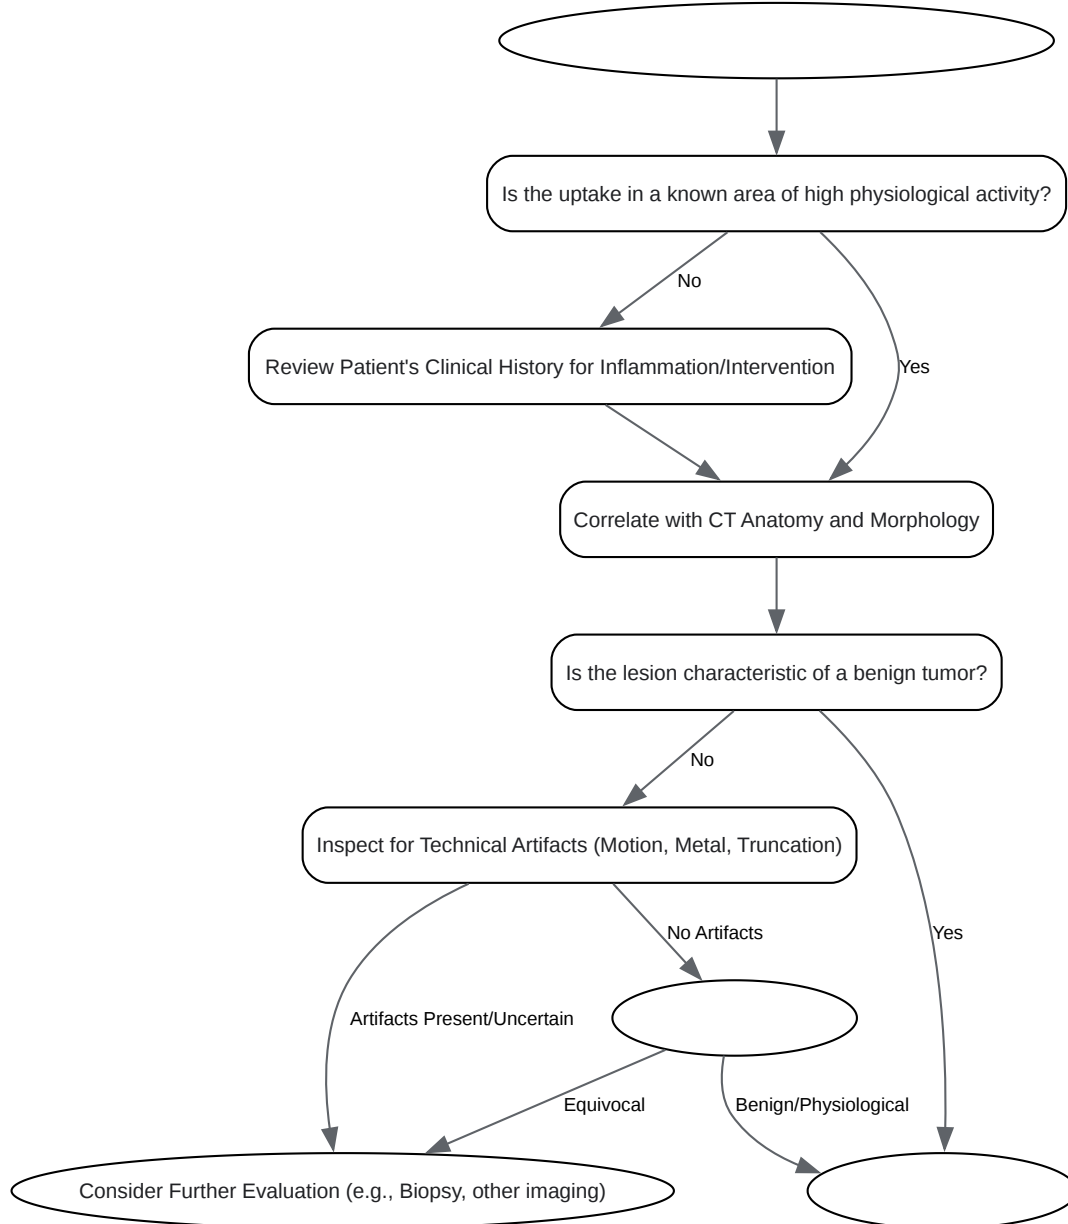 Is the uptake in a known area of high physiological activity?
No
Review Patient's Clinical History for Inflammation/Intervention
Yes
Correlate with CT Anatomy and Morphology
Is the lesion characteristic of a benign tumor?
No
Inspect for Technical Artifacts (Motion, Metal, Truncation)
No Artifacts
Yes
Artifacts Present/Uncertain
Equivocal
Benign/Physiological
Consider Further Evaluation (e.g., Biopsy, other imaging)